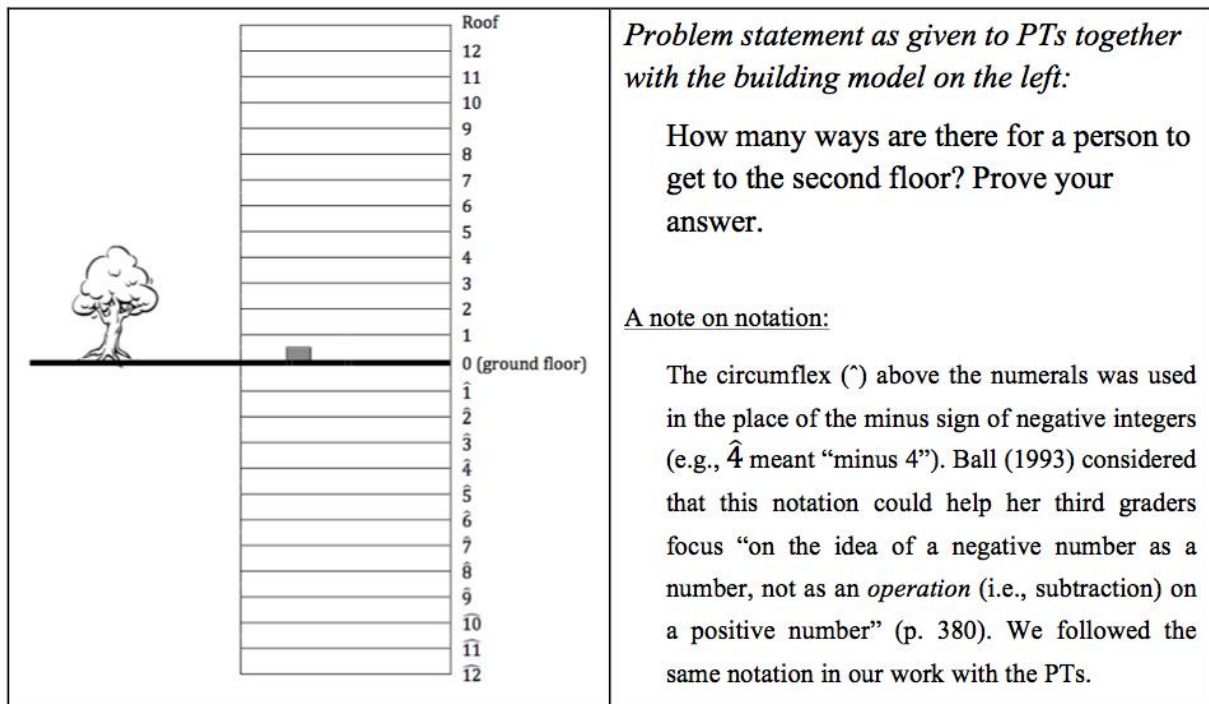 Roof
12
11
10
9
8
7
6
5
4
3
2
1
0 (ground floor)
1̂
2̂
3̂
4̂
5̂
6̂
7̂
8̂
9̂
1͡0
1͡1
1͡2
Problem statement as given to PTs together
with the building model on the left:
How many ways are there for a person to
get to the second floor? Prove your
answer.
A note on notation:
The circumflex (ˆ) above the numerals was used
in the place of the minus sign of negative integers
(e.g., 4̂ meant “minus 4”). Ball (1993) considered
that this notation could help her third graders
focus “on the idea of a negative number as a
number, not as an operation (i.e., subtraction) on
a positive number” (p. 380). We followed the
same notation in our work with the PTs.